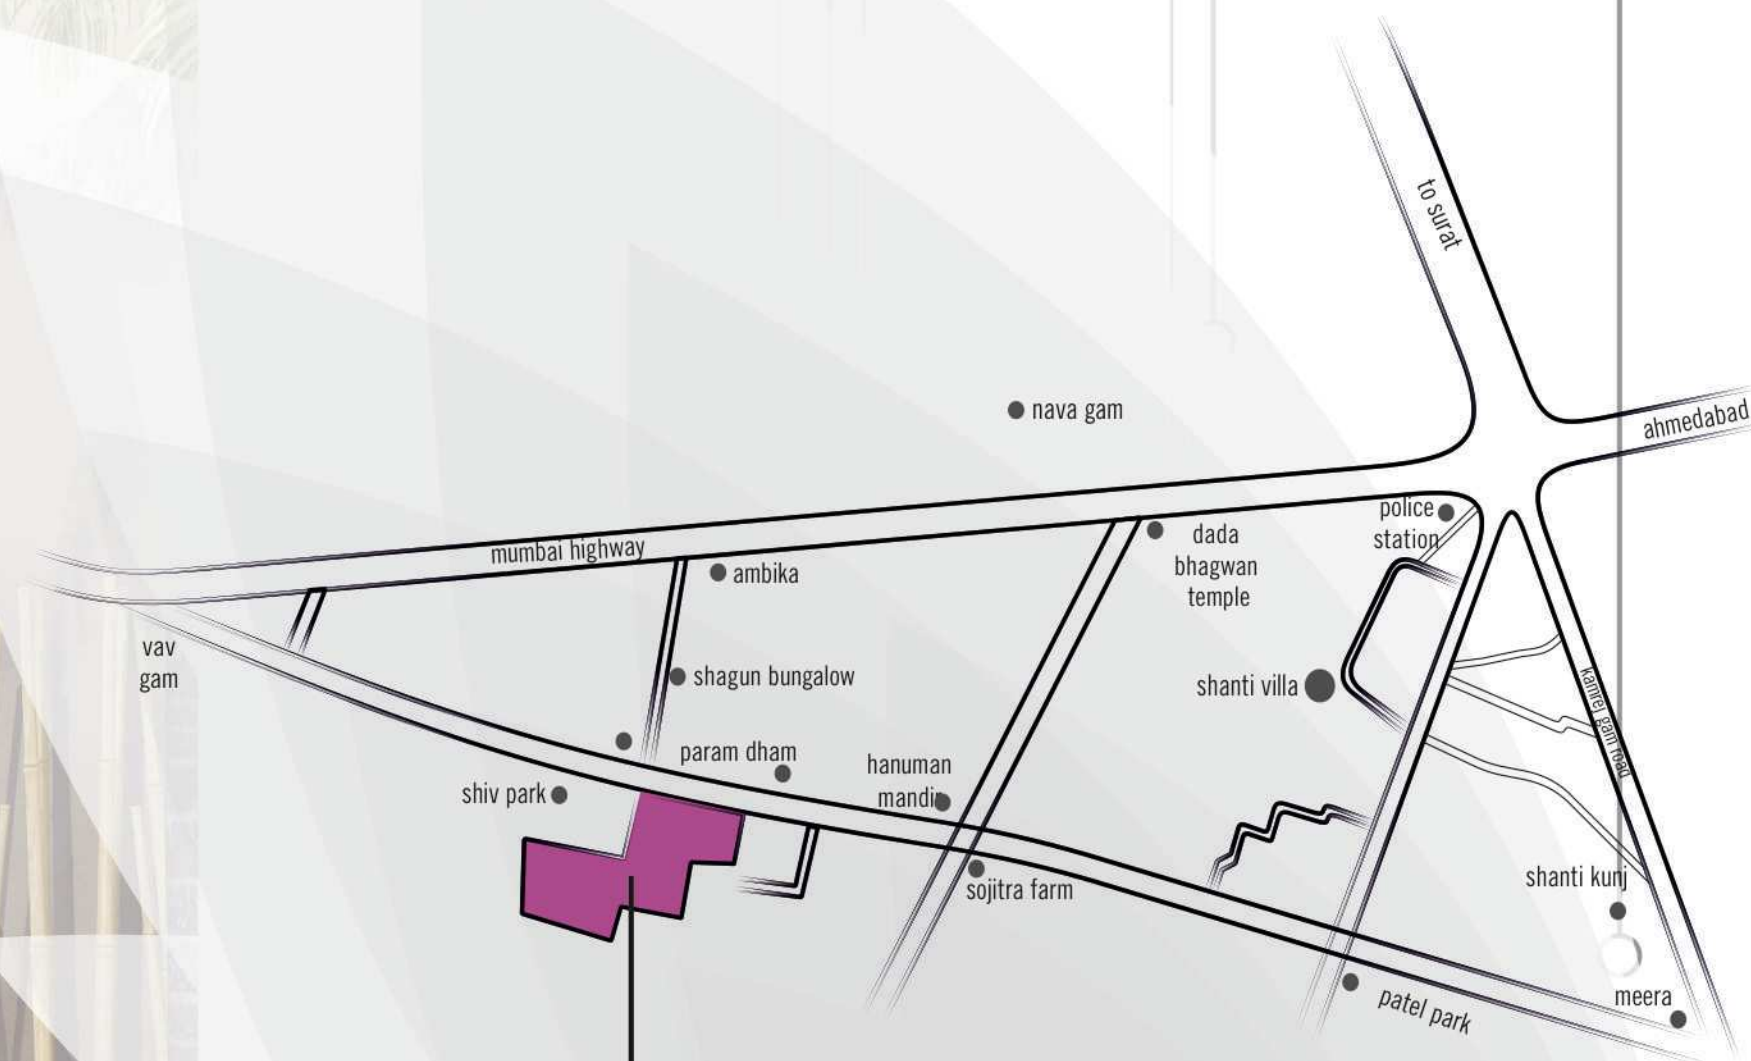 to surat
nava gam
ahmedabad
mumbai highway
police
station
dada
bhagwan
temple
ambika
vav
gam
shagun bungalow
shanti villa
kamrej gam road
param dham
hanuman
mandir
shiv park
sojitra farm
shanti kunj
meera
patel park